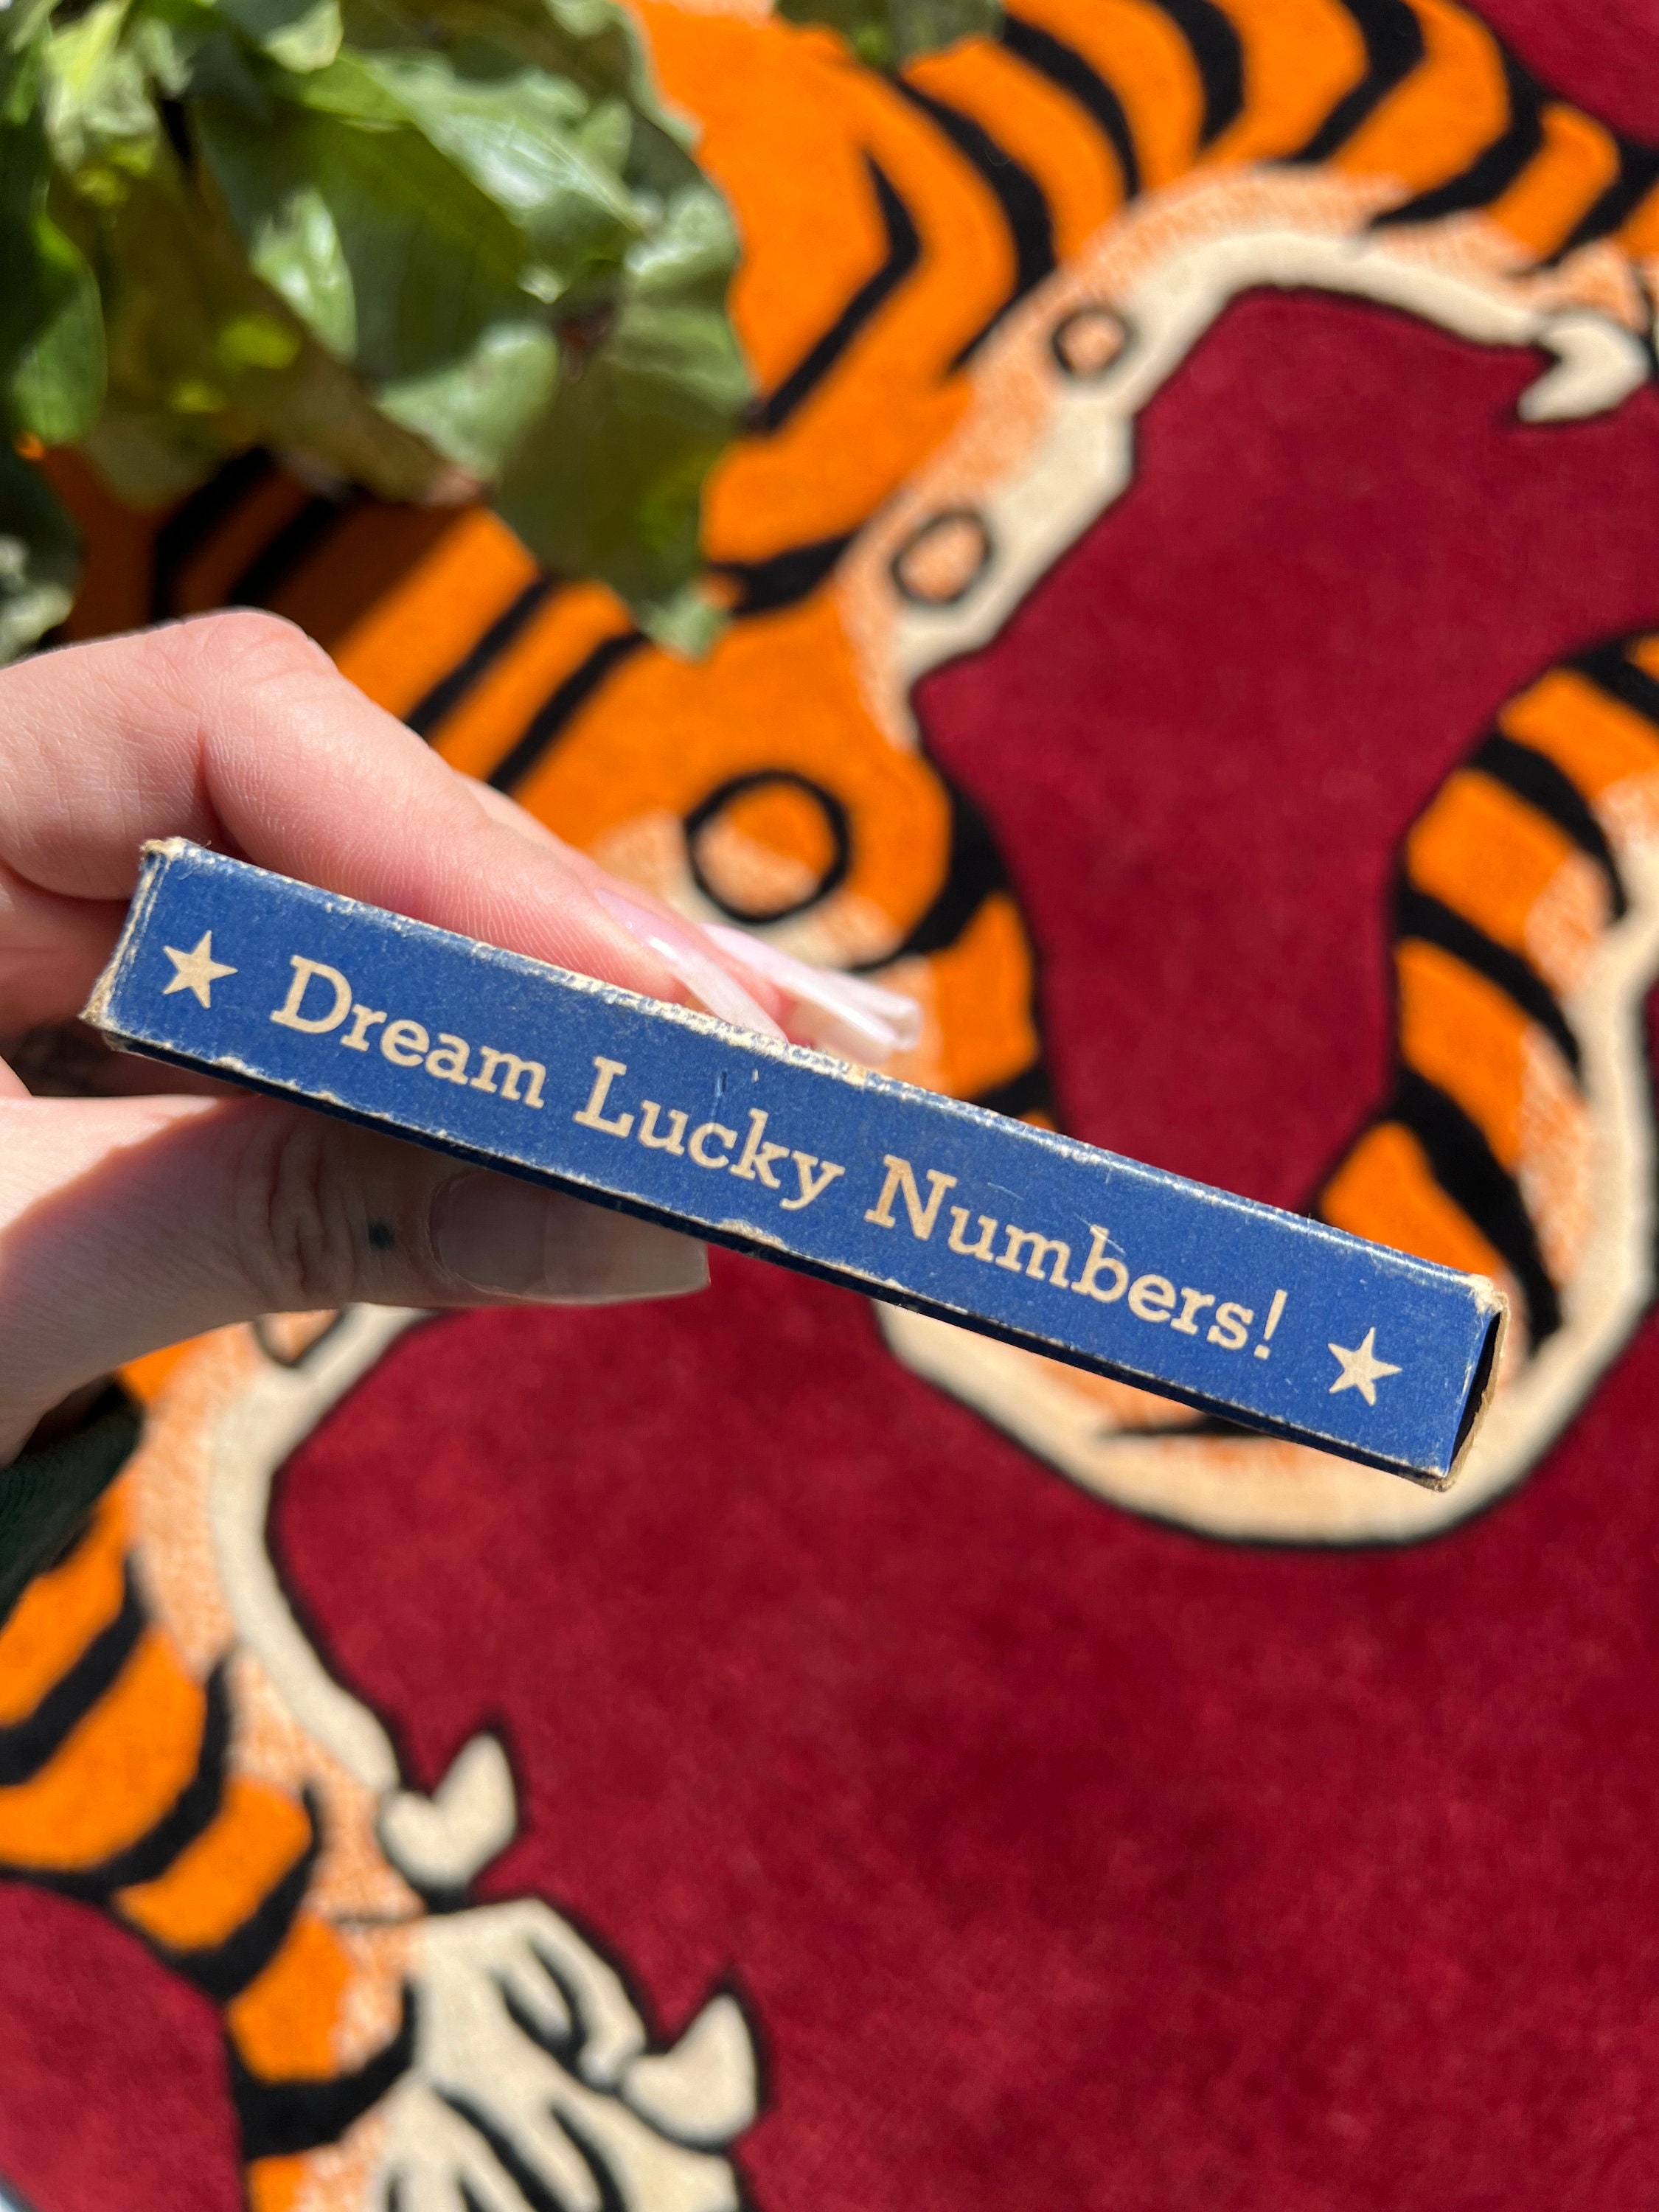 ★ Dream Lucky Numbers! ★